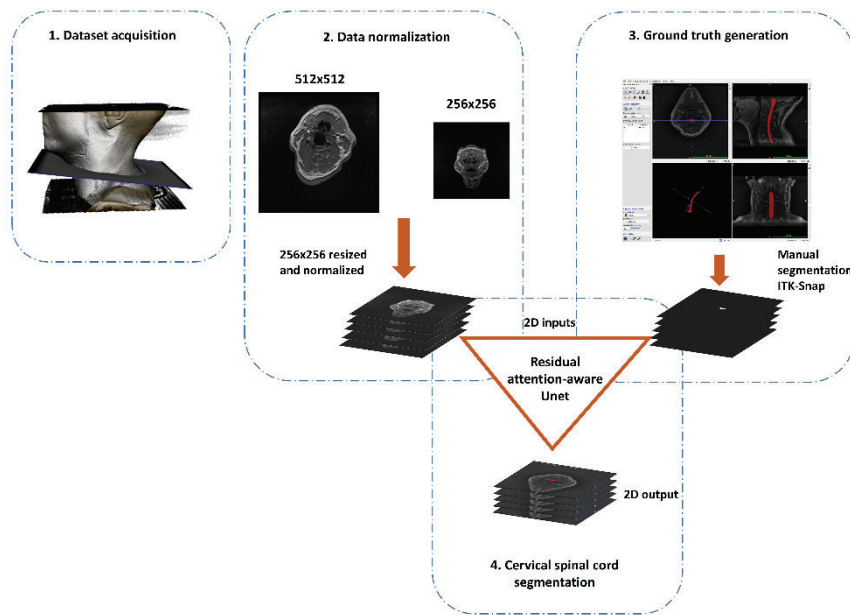 1. Dataset acquisition
2. Data normalization
512x512
256x256
256x256 resized
and normalized
3. Ground truth generation
Manual
segmentation
ITK-Snap
2D inputs
Residual
attention-aware
Unet
2D output
4. Cervical spinal cord
segmentation